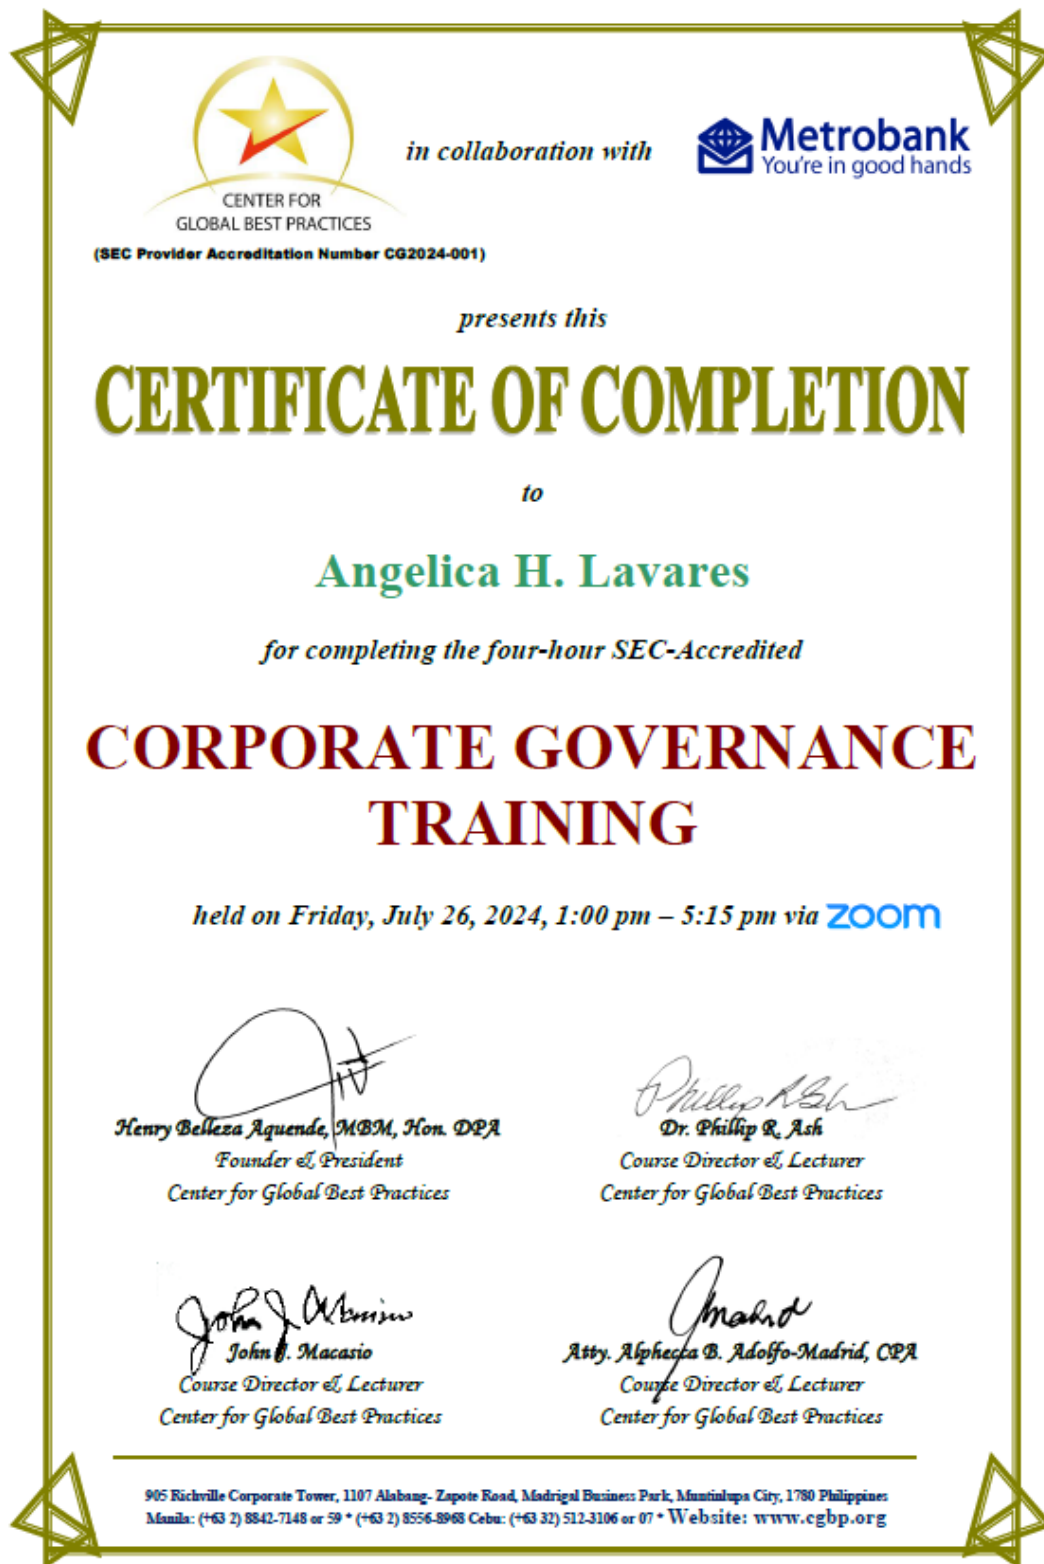 in collaboration with
Metrobank
You're in good hands
CENTER FOR
GLOBAL BEST PRACTICES
(SEC Provider Accreditation Number CG2024-001)
presents this
CERTIFICATE OF COMPLETION
to
Angelica H. Lavares
for completing the four-hour SEC-Accredited
CORPORATE GOVERNANCE
TRAINING
held on Friday, July 26, 2024, 1:00 pm – 5:15 pm via zoom
Henry Belleza Aquende, MBM, Hon. DPA
Founder & President
Center for Global Best Practices
Phillip R Ash
Dr. Phillip R. Ash
Course Director & Lecturer
Center for Global Best Practices
John J. Macasio
Course Director & Lecturer
Center for Global Best Practices
Atty. Alphecca B. Adolfo-Madrid, CPA
Course Director & Lecturer
Center for Global Best Practices
905 Richville Corporate Tower, 1107 Alabang- Zapote Road, Madrigal Business Park, Muntinlupa City, 1780 Philippines
Manila: (+63 2) 8842-7148 or 59 * (+63 2) 8556-8968 Cebu: (+63 32) 512-3106 or 07 * Website: www.cgbp.org